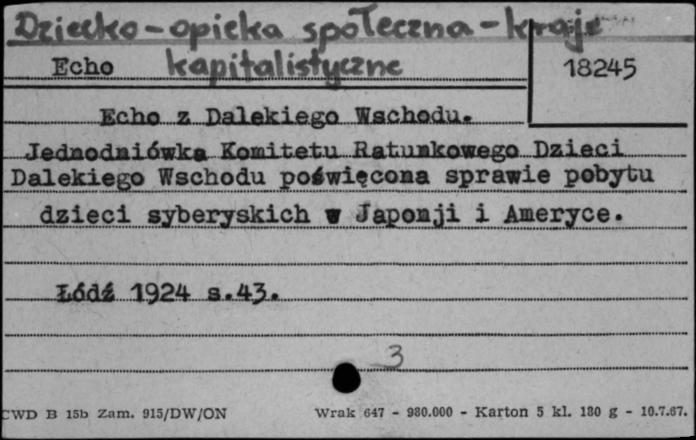 Dziecko - opieka społeczna - kraje
Echo kapitalistyczne 18245
Echo z Dalekiego Wschodu.
Jednodniówka Komitetu Ratunkowego Dzieci
Dalekiego Wschodu poświęcona sprawie pobytu
dzieci syberyskich w Japonji i Ameryce.
Łódź 1924 s.43.
3
CWD B 15b Zam. 915/DW/ON Wrak 647 - 980.000 - Karton 5 kl. 180 g - 10.7.67.